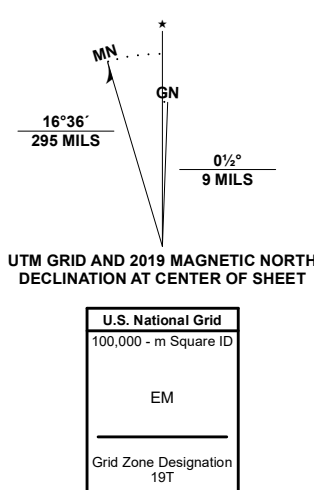 ★
MN
GN
16°36´
295 MILS
0½°
9 MILS
UTM GRID AND 2019 MAGNETIC NORTH
DECLINATION AT CENTER OF SHEET
U.S. National Grid
100,000 - m Square ID
EM
Grid Zone Designation
19T